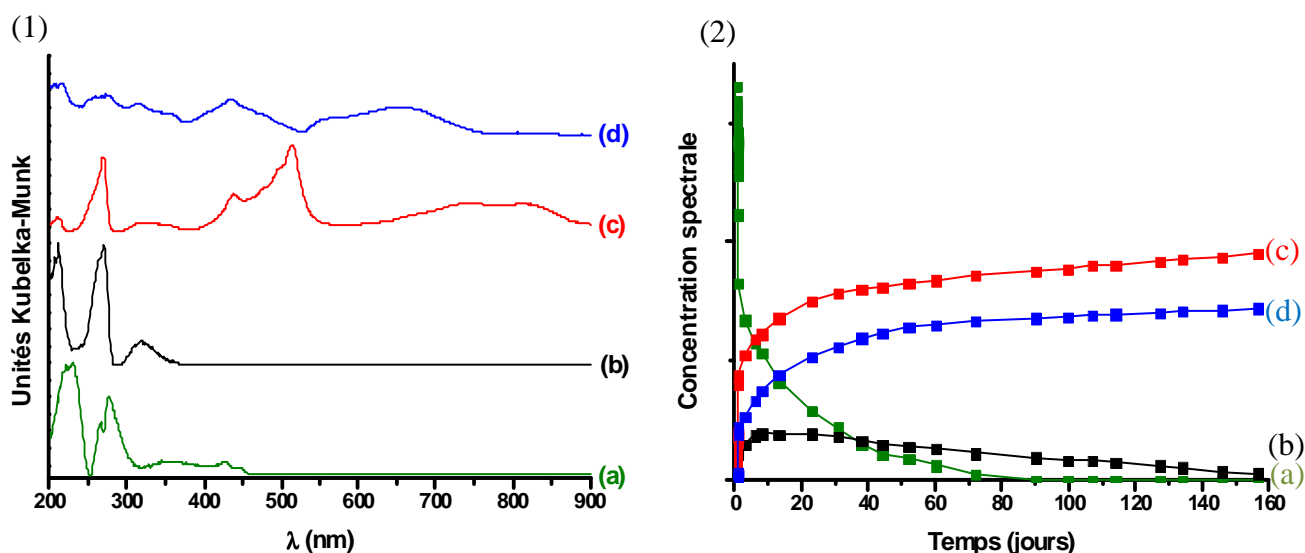 (1)
Unités Kubelka-Munk
(d)
(c)
(b)
(a)
200 300 400 500 600 700 800 900
λ (nm)
(2)
Concentration spectrale
(c)
(d)
(b)
(a)
0 20 40 60 80 100 120 140 160
Temps (jours)